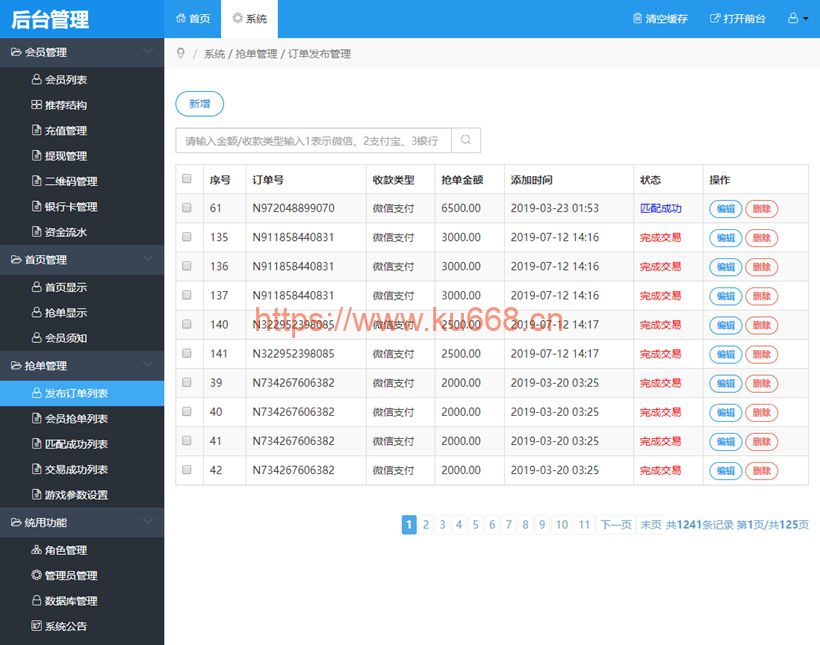 后台管理
首页 系统
清空缓存 打开前台
会员管理
会员列表
推荐结构
充值管理
提现管理
二维码管理
银行卡管理
资金流水
首页管理
首页显示
抢单显示
会员须知
抢单管理
发布订单列表
会员抢单列表
匹配成功列表
交易成功列表
游戏参数设置
统用功能
角色管理
管理员管理
数据库管理
系统公告
/ 系统 / 抢单管理 / 订单发布管理
新增
请输入金额/收款类型输入1表示微信、2支付宝、3银行
序号 订单号 收款类型 抢单金额 添加时间 状态 操作
61 N972048899070 微信支付 6500.00 2019-03-23 01:53 匹配成功 编辑 删除
135 N911858440831 微信支付 3000.00 2019-07-12 14:16 完成交易 编辑 删除
136 N911858440831 微信支付 3000.00 2019-07-12 14:16 完成交易 编辑 删除
137 N911858440831 微信支付 3000.00 2019-07-12 14:16 完成交易 编辑 删除
140 N322952398085 微信支付 2500.00 2019-07-12 14:17 完成交易 编辑 删除
https://www.ku668.cn
141 N322952398085 微信支付 2500.00 2019-07-12 14:17 完成交易 编辑 删除
39 N734267606382 微信支付 2000.00 2019-03-20 03:25 完成交易 编辑 删除
40 N734267606382 微信支付 2000.00 2019-03-20 03:25 完成交易 编辑 删除
41 N734267606382 微信支付 2000.00 2019-03-20 03:25 完成交易 编辑 删除
42 N734267606382 微信支付 2000.00 2019-03-20 03:25 完成交易 编辑 删除
1 2 3 4 5 6 7 8 9 10 11 下一页 末页 共1241条记录 第1页/共125页